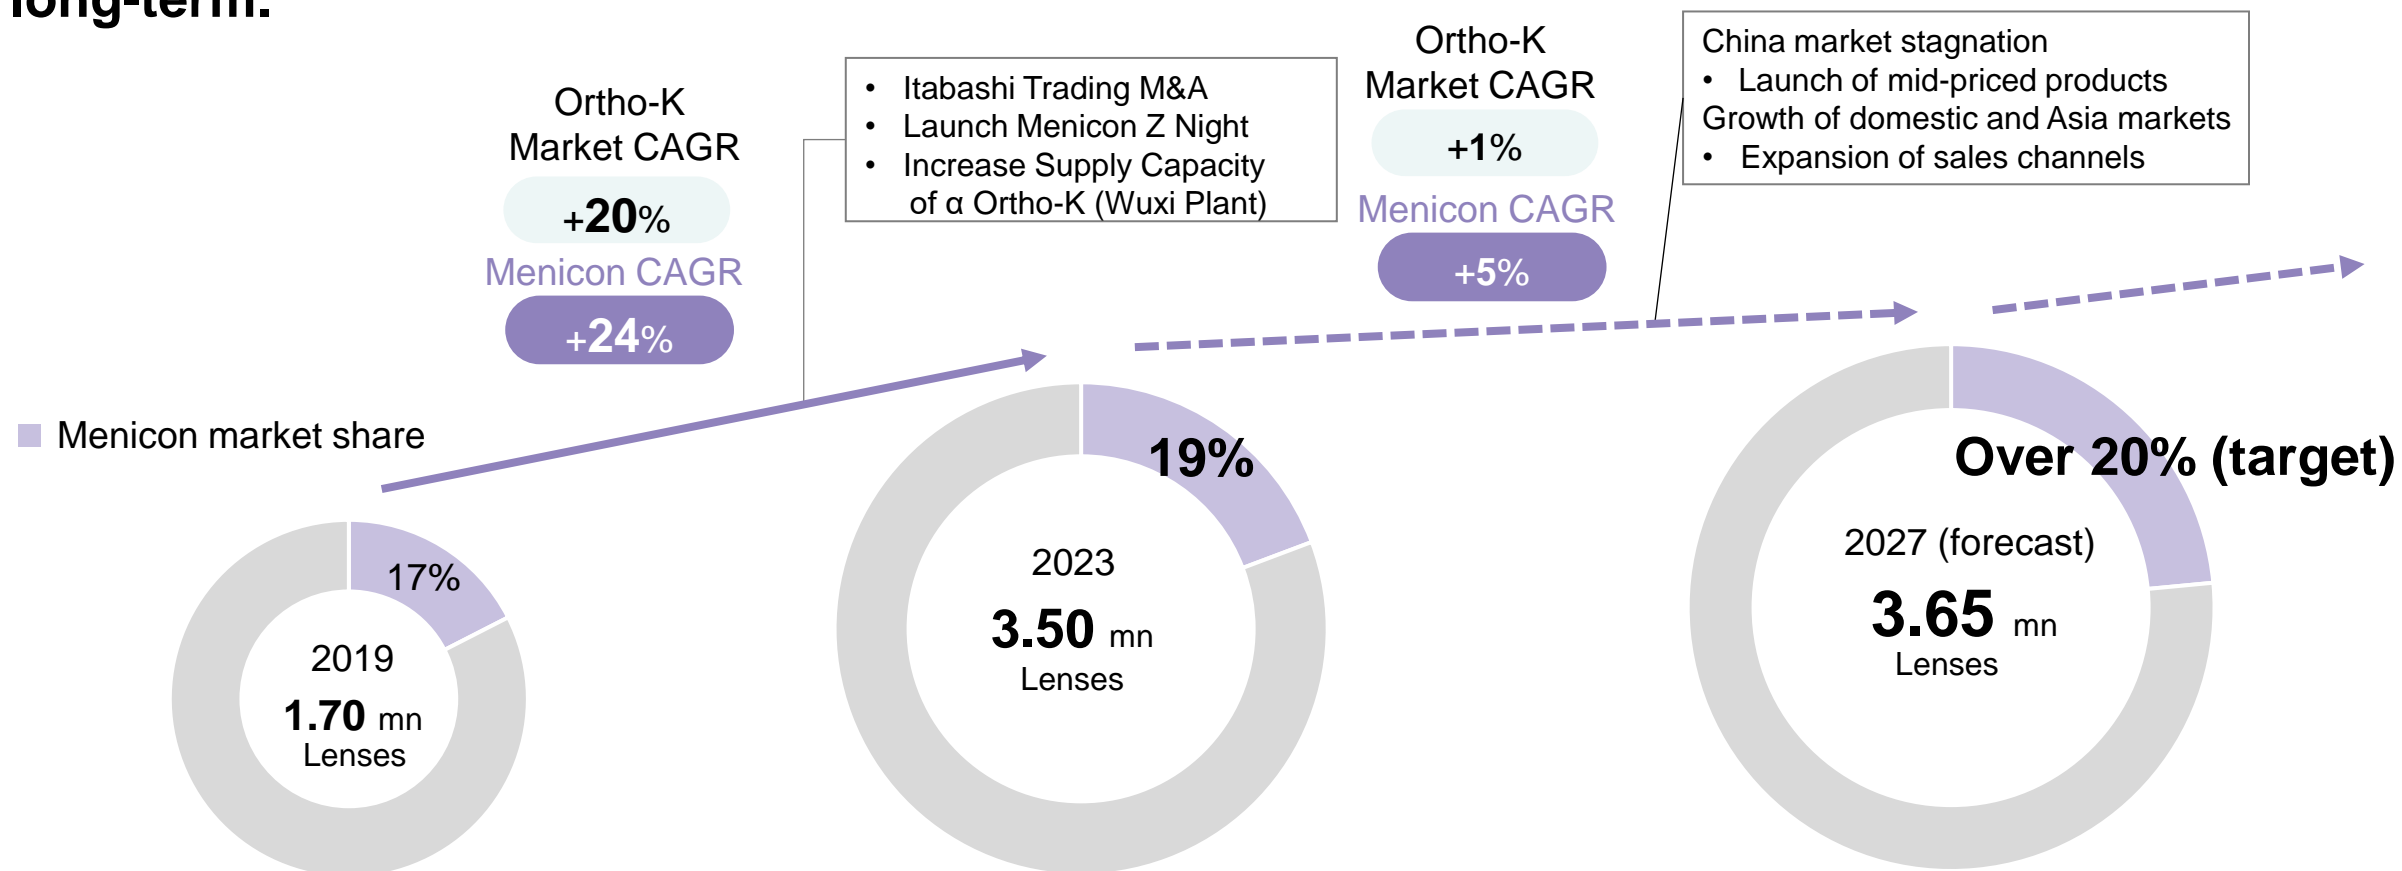 long-term.
Ortho-K
Market CAGR
+20%
Menicon CAGR
+24%
• Itabashi Trading M&A
• Launch Menicon Z Night
• Increase Supply Capacity
of α Ortho-K (Wuxi Plant)
Ortho-K
Market CAGR
+1%
Menicon CAGR
+5%
China market stagnation
• Launch of mid-priced products
Growth of domestic and Asia markets
• Expansion of sales channels
Menicon market share
17%
2019
1.70 mn
Lenses
19%
2023
3.50 mn
Lenses
Over 20% (target)
2027 (forecast)
3.65 mn
Lenses